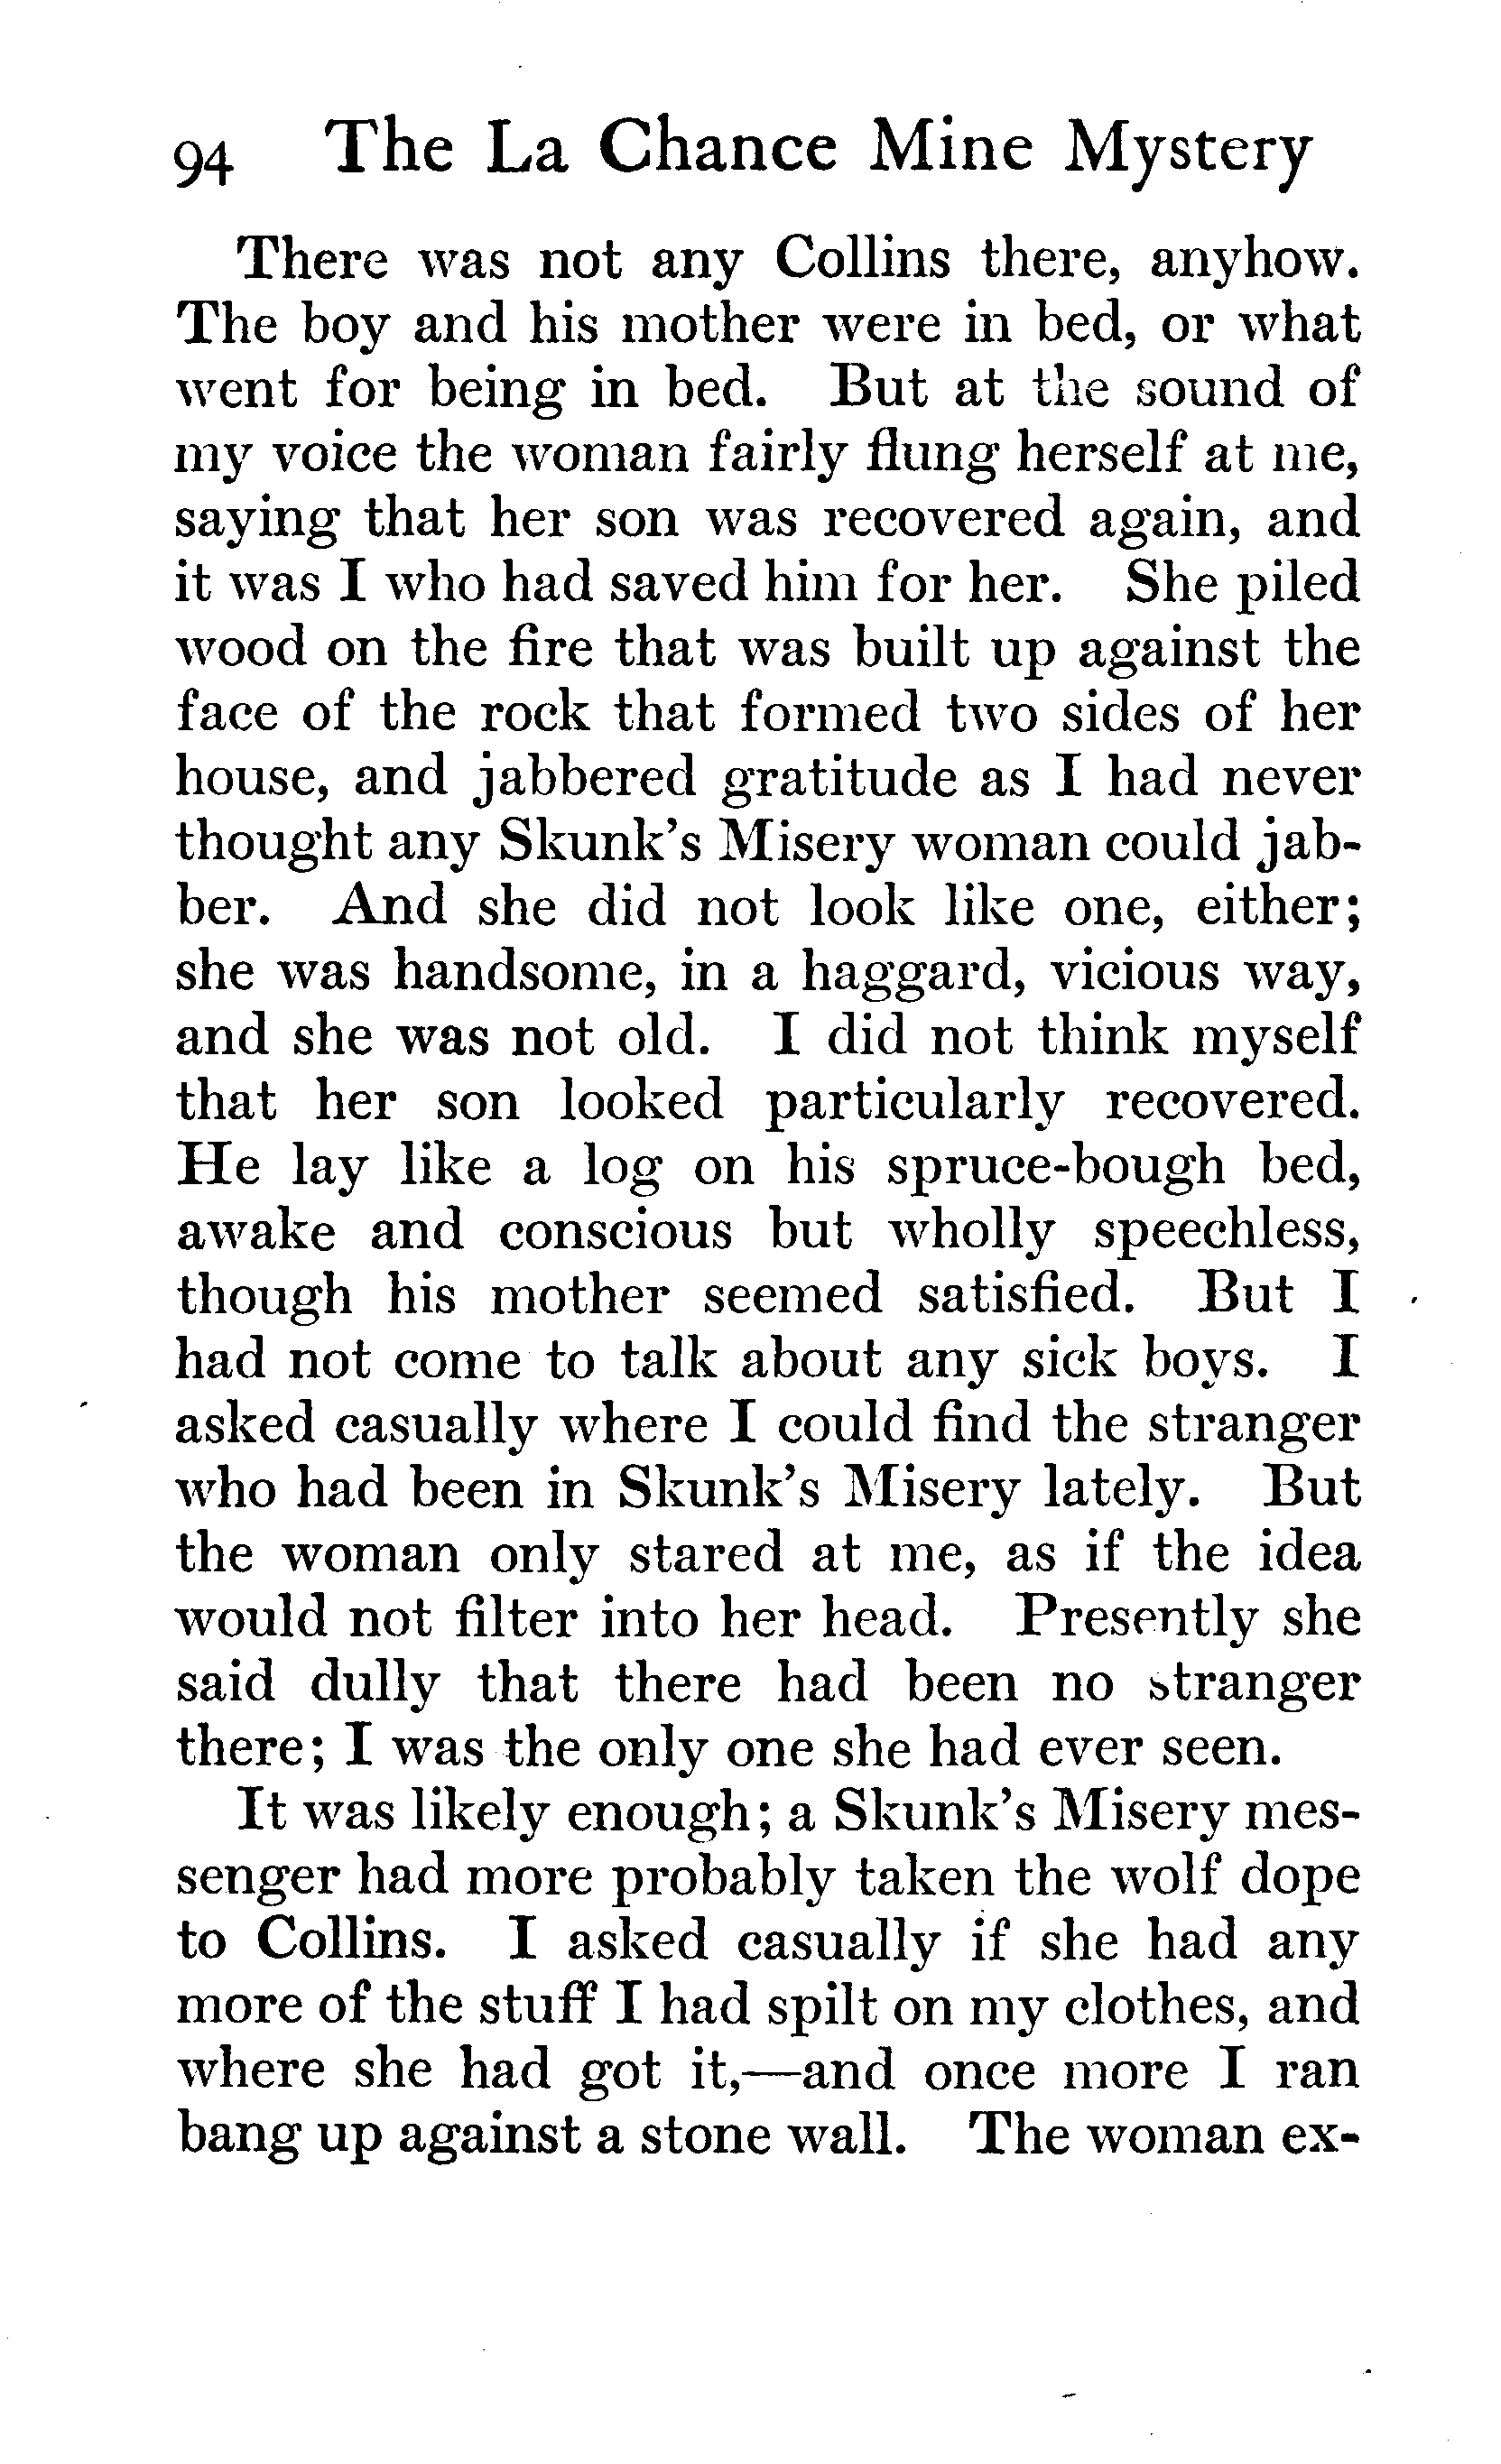 94 The La Chance Mine Mystery
There was not any Collins there, anyhow.
The boy and his mother were in bed, or what
went for being in bed. But at the sound of
my voice the woman fairly flung herself at me,
saying that her son was recovered again, and
it was I who had saved him for her. She piled
wood on the fire that was built up against the
face of the rock that formed two sides of her
house, and jabbered gratitude as I had never
thought any Skunk's Misery woman could jab-
ber. And she did not look like one, either;
she was handsome, in a haggard, vicious way,
and she was not old. I did not think myself
that her son looked particularly recovered.
He lay like a log on his spruce-bough bed,
awake and conscious but wholly speechless,
though his mother seemed satisfied. But I
had not come to talk about any sick boys. I
asked casually where I could find the stranger
who had been in Skunk's Misery lately. But
the woman only stared at me, as if the idea
would not filter into her head. Presently she
said dully that there had been no stranger
there; I was the only one she had ever seen.
It was likely enough; a Skunk's Misery mes-
senger had more probably taken the wolf dope
to Collins. I asked casually if she had any
more of the stuff I had spilt on my clothes, and
where she had got it,—and once more I ran
bang up against a stone wall. The woman ex-